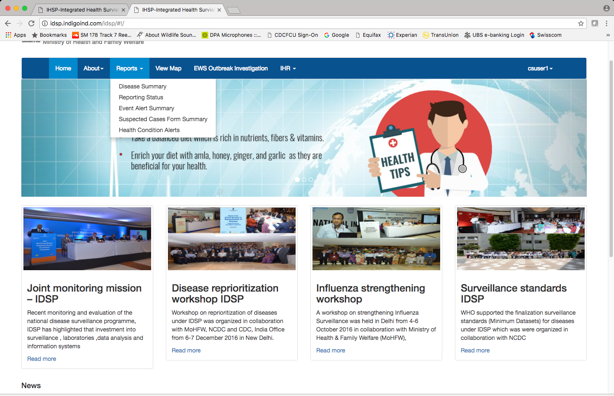 IHSP-Integrated Health Surve
IHSP-Integrated Health Surve
idsp.indigoind.com/idsp/#!/
Apps
Bookmarks
SM 178 Track 7 Ree...
About Wildlife Soun...
DPA Microphones ::...
CDCFCU Sign-On
Google
Equifax
Experian
TransUnion
UBS e-banking Login
Swisscom
Ministry of Health and Family Welfare
Home
About
Reports
View Map
EWS Outbreak Investigation
IHR
csuser1
Disease Summary
Reporting Status
Event Alert Summary
Suspected Cases Form Summary
Health Condition Alerts
Take a balanced diet which is rich in nutrients, fibers & vitamins.
Enrich your diet with amla, honey, ginger, and garlic as they are
beneficial for your health.
HEALTH
TIPS
Joint monitoring mission
– IDSP
Recent monitoring and evaluation of the
national disease surveillance programme,
IDSP has highlighted that investment into
surveillance , laboratories ,data analysis and
information systems
Read more
Disease reprioritization
workshop IDSP
Workshop on reprioritization of diseases
under IDSP was organized in collaboration
with MoHFW, NCDC and CDC, India Office
from 6-7 December 2016 in New Delhi.
Read more
Influenza strengthening
workshop
A workshop on strengthening Influenza
Surveillance was held in Delhi from 4-6
October 2016 in collaboration with Ministry of
Health & Family Welfare (MoHFW),
Read more
Surveillance standards
IDSP
WHO supported the finalization surveillance
standards (Minimum Datasets) for diseases
under IDSP which were organized in
collaboration with NCDC
Read more
News